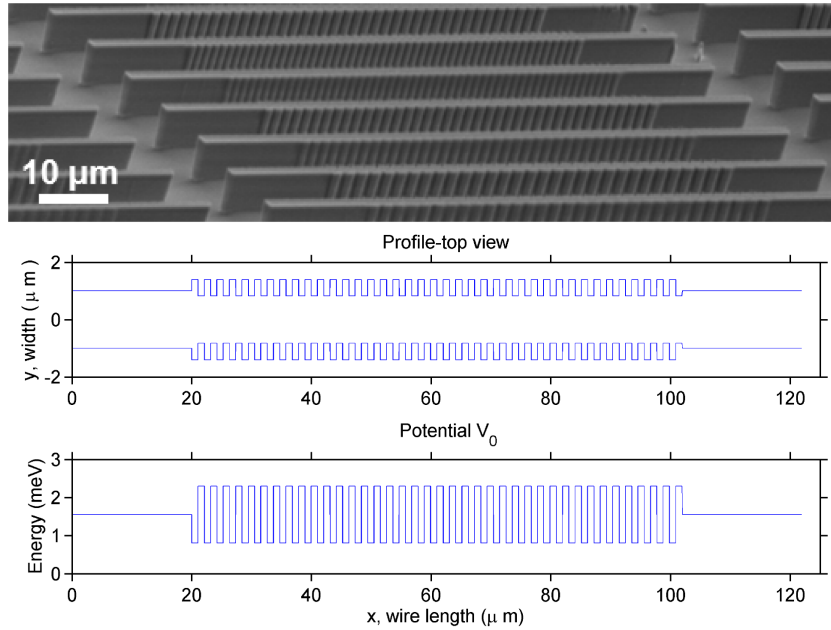 10 μm
Profile-top view
y, width (μ m)
2
0
-2
0 20 40 60 80 100 120
Potential V0
Energy (meV)
3
2
1
0
0 20 40 60 80 100 120
x, wire length (μ m)